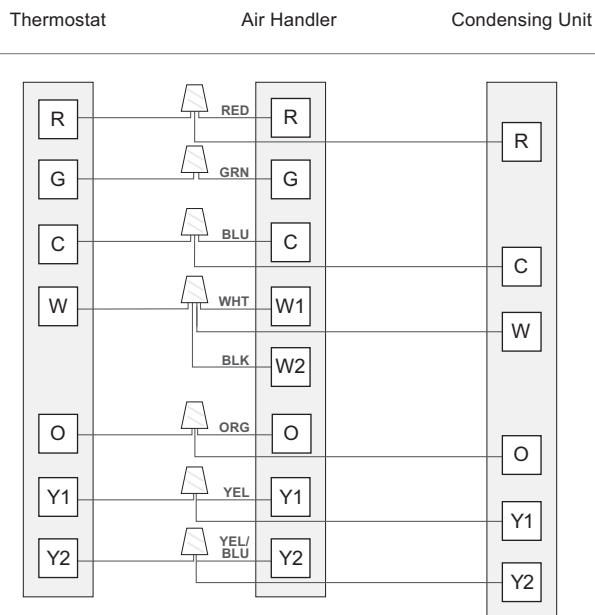 Thermostat Air Handler Condensing Unit
R RED R
R
G GRN G
C BLU C
C
W WHT W1
W
BLK W2
O ORG O
O
Y1 YEL Y1
Y1
YEL/
Y2 BLU Y2
Y2